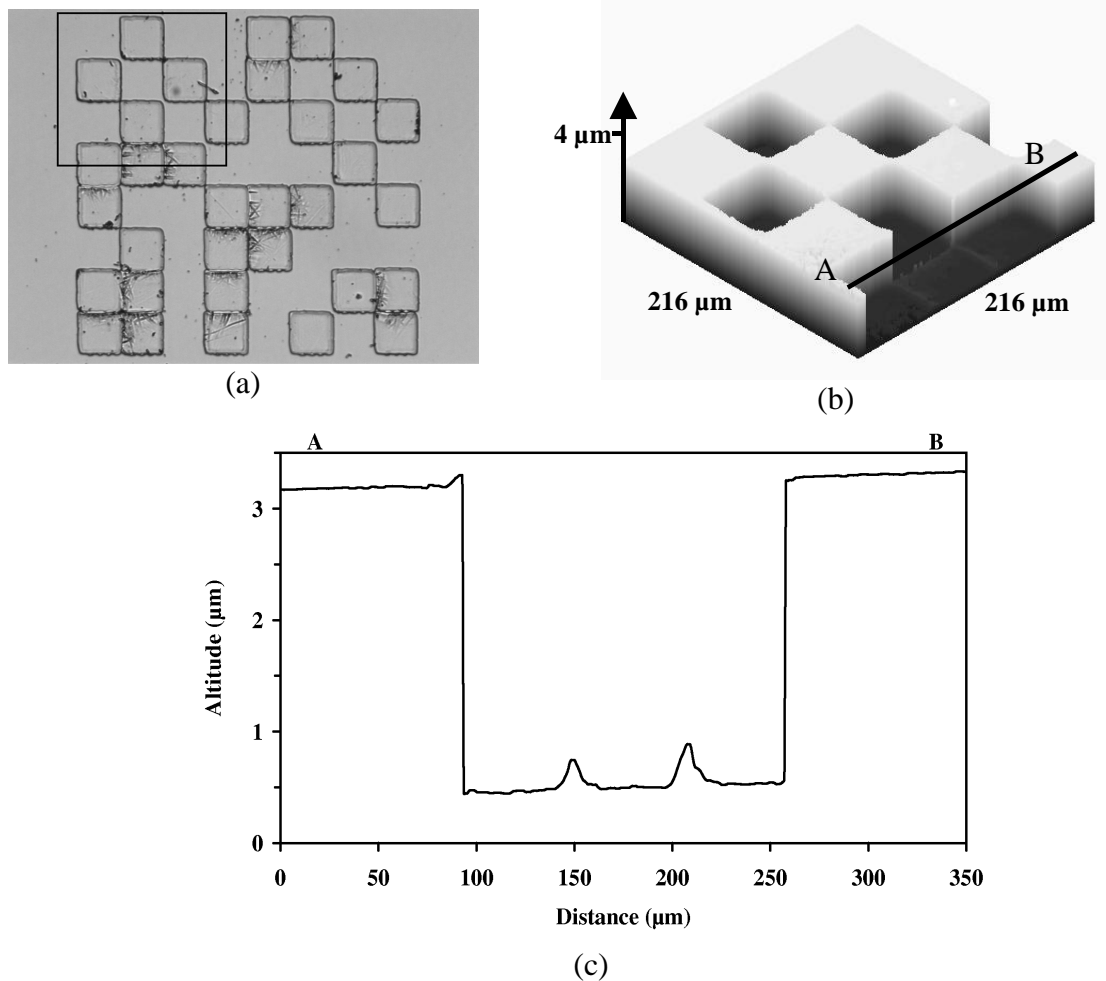 4 μm
B
A
216 μm
216 μm
(a)
(b)
A
B
3
2
1
0
Altitude (μm)
0
50
100
150
200
250
300
350
Distance (μm)
(c)